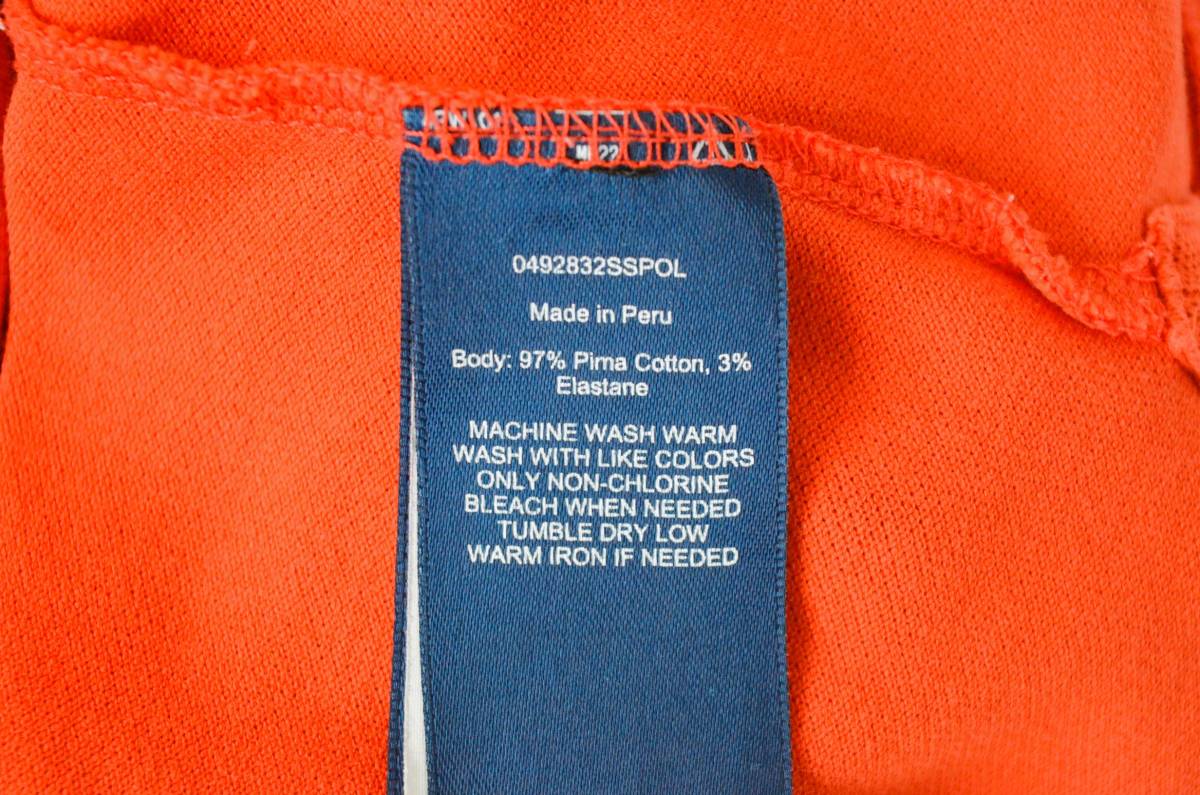 0492832SSPOL
Made in Peru
Body: 97% Pima Cotton, 3%
Elastane
MACHINE WASH WARM
WASH WITH LIKE COLORS
ONLY NON-CHLORINE
BLEACH WHEN NEEDED
TUMBLE DRY LOW
WARM IRON IF NEEDED